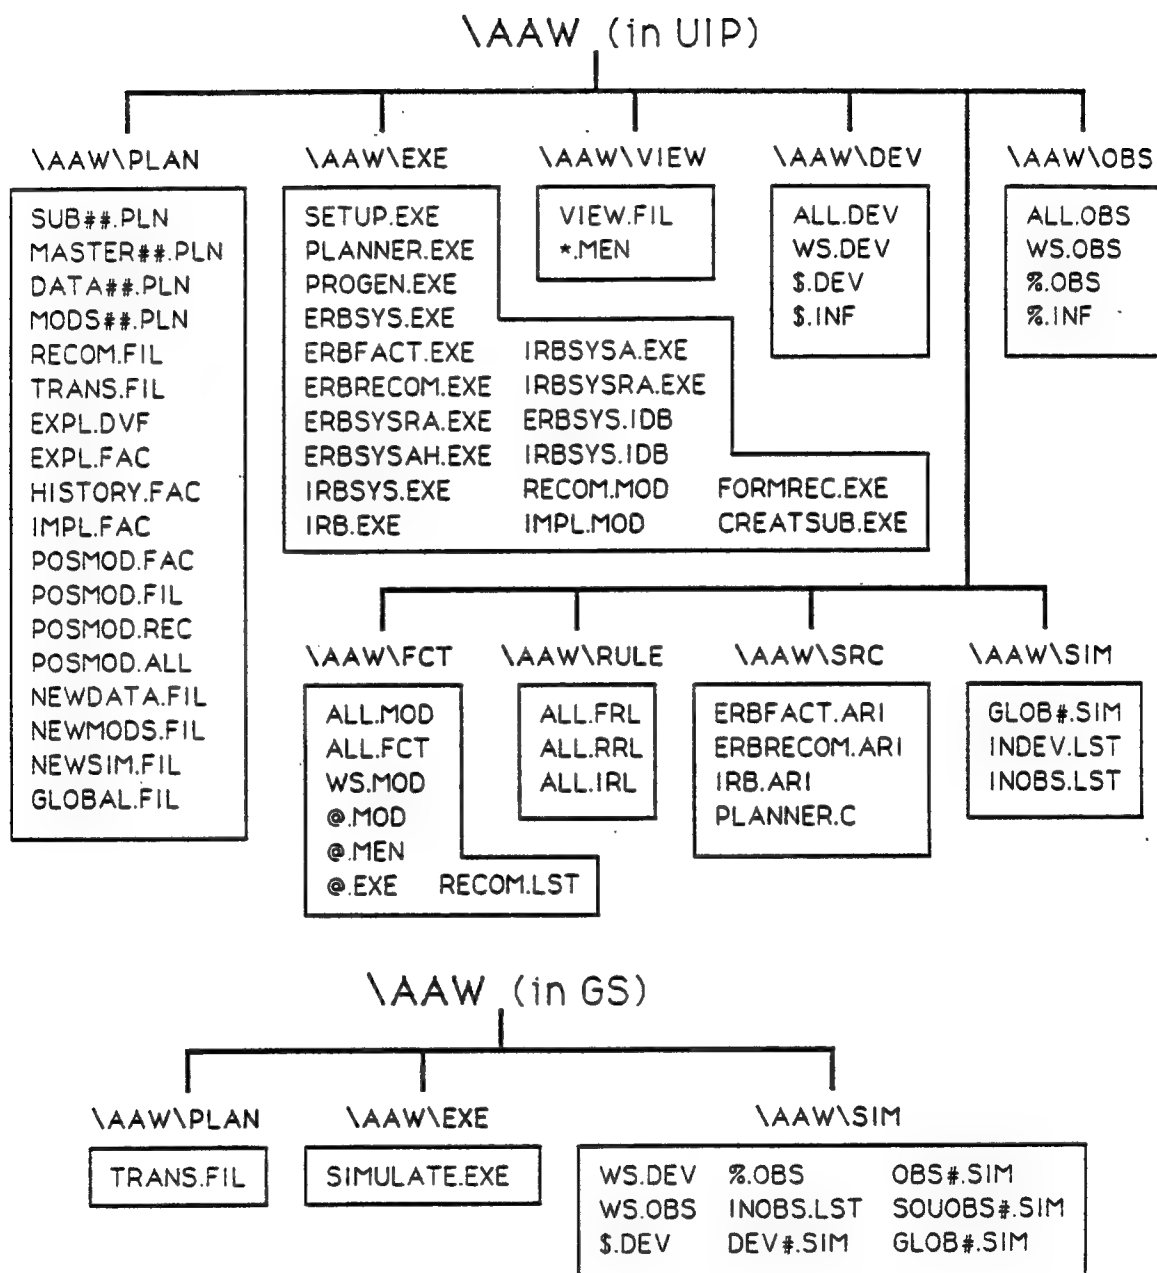 \AAW (in UIP)
\AAW\PLAN
SUB##.PLN
MASTER##.PLN
DATA##.PLN
MODS##.PLN
RECOM.FIL
TRANS.FIL
EXPL.DVF
EXPL.FAC
HISTORY.FAC
IMPL.FAC
POSMOD.FAC
POSMOD.FIL
POSMOD.REC
POSMOD.ALL
NEWDATA.FIL
NEWMODS.FIL
NEWSIM.FIL
GLOBAL.FIL
\AAW\EXE
SETUP.EXE
PLANNER.EXE
PROGEN.EXE
ERBSYS.EXE
ERBFACT.EXE IRBSYSA.EXE
ERBRECOM.EXE IRBSYSRA.EXE
ERBSYSRA.EXE ERBSYS.IDB
ERBSYSAH.EXE IRBSYS.IDB
IRBSYS.EXE RECOM.MOD FORMREC.EXE
IRB.EXE IMPL.MOD CREATSUB.EXE
\AAW\VIEW
VIEW.FIL
*.MEN
\AAW\DEV
ALL.DEV
WS.DEV
$.DEV
$.INF
\AAW\OBS
ALL.OBS
WS.OBS
%.OBS
%.INF
\AAW\FCT
ALL.MOD
ALL.FCT
WS.MOD
@.MOD
@.MEN
@.EXE RECOM.LST
\AAW\RULE
ALL.FRL
ALL.RRL
ALL.IRL
\AAW\SRC
ERBFACT.ARI
ERBRECOM.ARI
IRB.ARI
PLANNER.C
\AAW\SIM
GLOB#.SIM
INDEV.LST
INOBS.LST
\AAW (in GS)
\AAW\PLAN
TRANS.FIL
\AAW\EXE
SIMULATE.EXE
\AAW\SIM
WS.DEV %.OBS OBS#.SIM
WS.OBS INOBS.LST SOUOBS#.SIM
$.DEV DEV#.SIM GLOB#.SIM